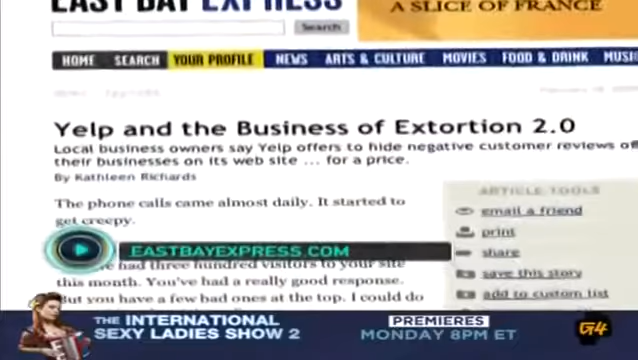 EAST BAY EXPRESS
A SLICE OF FRANCE
Search
HOME SEARCH YOUR PROFILE NEWS ARTS & CULTURE MOVIES FOOD & DRINK MUSI
Yelp and the Business of Extortion 2.0
Local business owners say Yelp offers to hide negative customer reviews of
their businesses on its web site ... for a price.
By Kathleen Richards
ARTICLE TOOLS
The phone calls came almost daily. It started to
get creepy.
email a friend
print
EASTBAYEXPRESS.COM
share
had three hundred visitors to your site
this month. You've had a really good response.
save this story
But you have a few bad ones at the top. I could do
add to custom list
THE INTERNATIONAL
SEXY LADIES SHOW 2
PREMIERES
MONDAY 8PM ET
G4